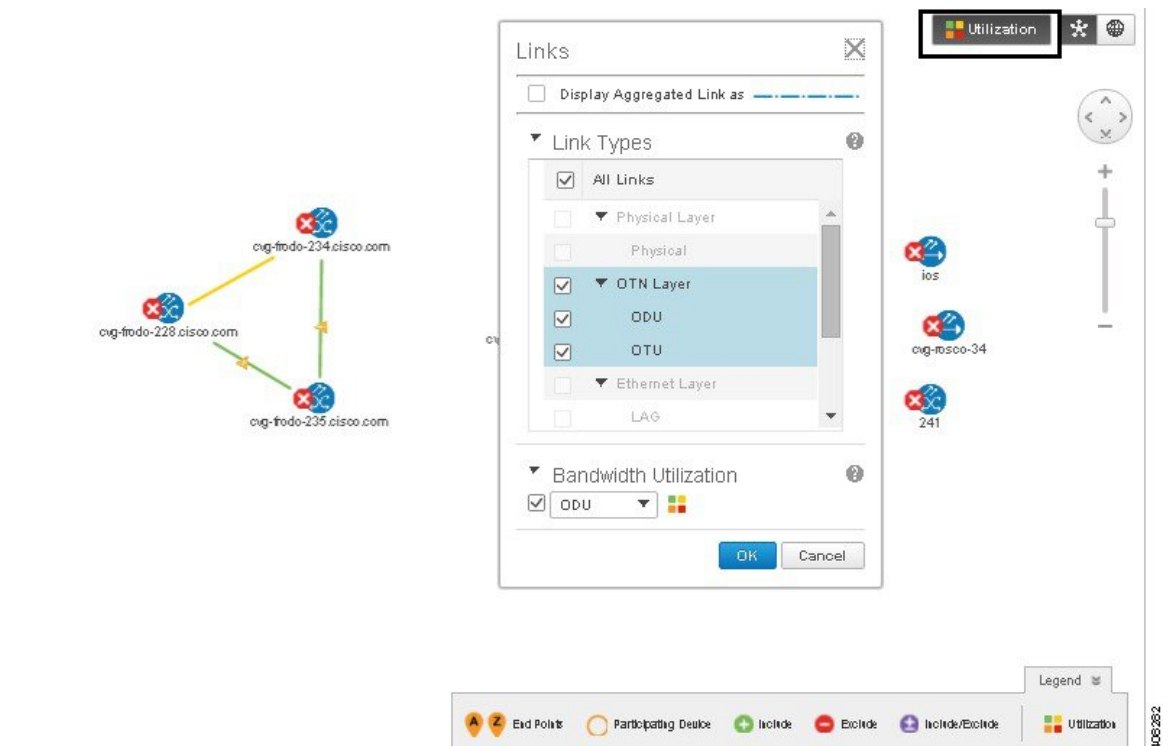 Utilization
Links
Display Aggregated Link as
Link Types
All Links
Physical Layer
Physical
OTN Layer
ODU
OTU
Ethernet Layer
LAG
Bandwidth Utilization
ODU
OK Cancel
cvg-frodo-234.cisco.com
cvg-frodo-228.cisco.com
cvg-frodo-235.cisco.com
ios
cvg-rosco-34
241
Legend
A Z End Points Participating Device Include Exclude Include/Exclude Utilization